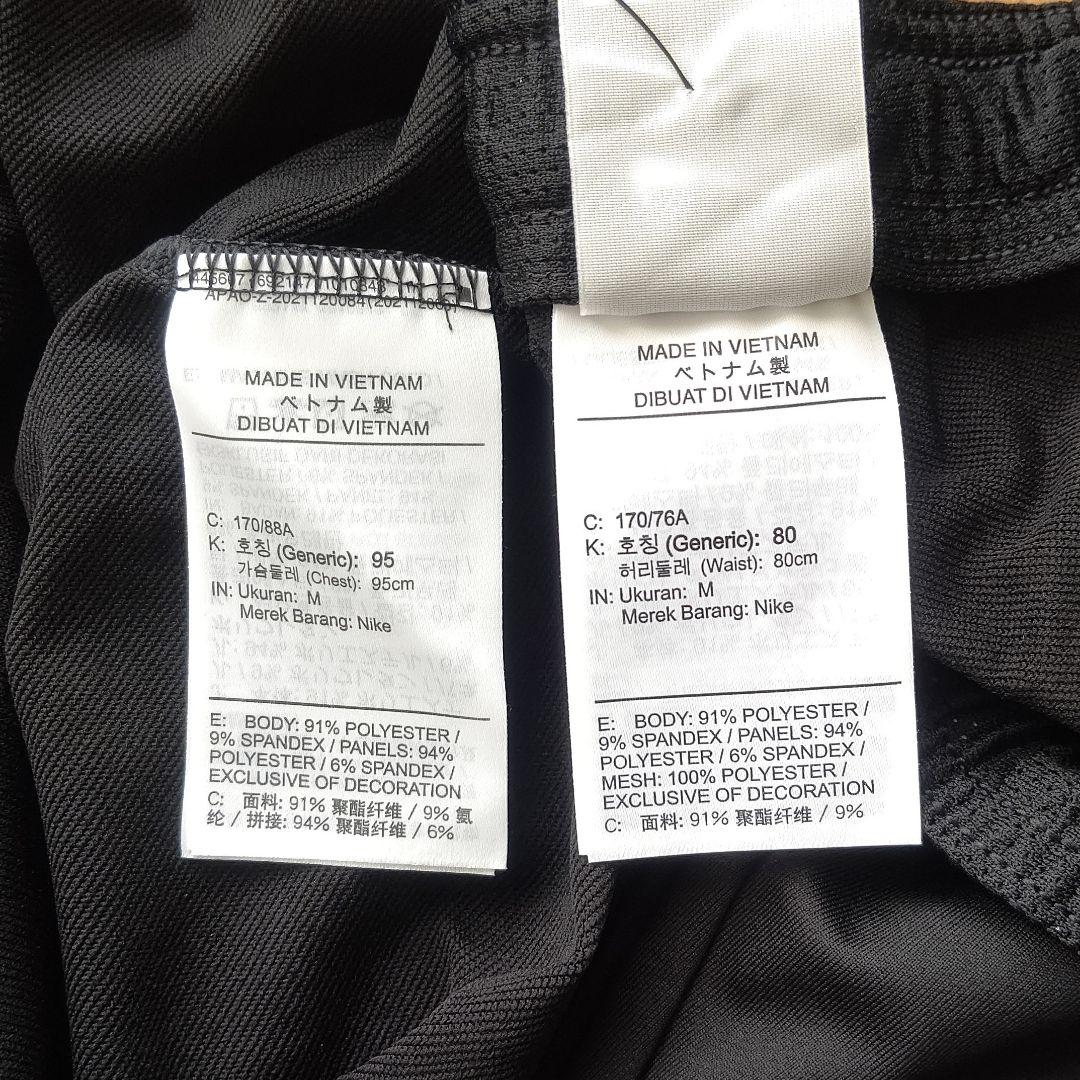 APAO-Z-2021120084(202112085)
MADE IN VIETNAM
ベトナム製
DIBUAT DI VIETNAM
C: 170/88A
K: 호칭 (Generic): 95
가슴둘레 (Chest): 95cm
IN: Ukuran: M
Merek Barang: Nike
E: BODY: 91% POLYESTER /
9% SPANDEX / PANELS: 94%
POLYESTER / 6% SPANDEX /
EXCLUSIVE OF DECORATION
C: 面料: 91% 聚酯纤维 / 9% 氨
纶 / 拼接: 94% 聚酯纤维 / 6%
MADE IN VIETNAM
ベトナム製
DIBUAT DI VIETNAM
C: 170/76A
K: 호칭 (Generic): 80
허리둘레 (Waist): 80cm
IN: Ukuran: M
Merek Barang: Nike
E: BODY: 91% POLYESTER /
9% SPANDEX / PANELS: 94%
POLYESTER / 6% SPANDEX /
MESH: 100% POLYESTER /
EXCLUSIVE OF DECORATION
C: 面料: 91% 聚酯纤维 / 9%